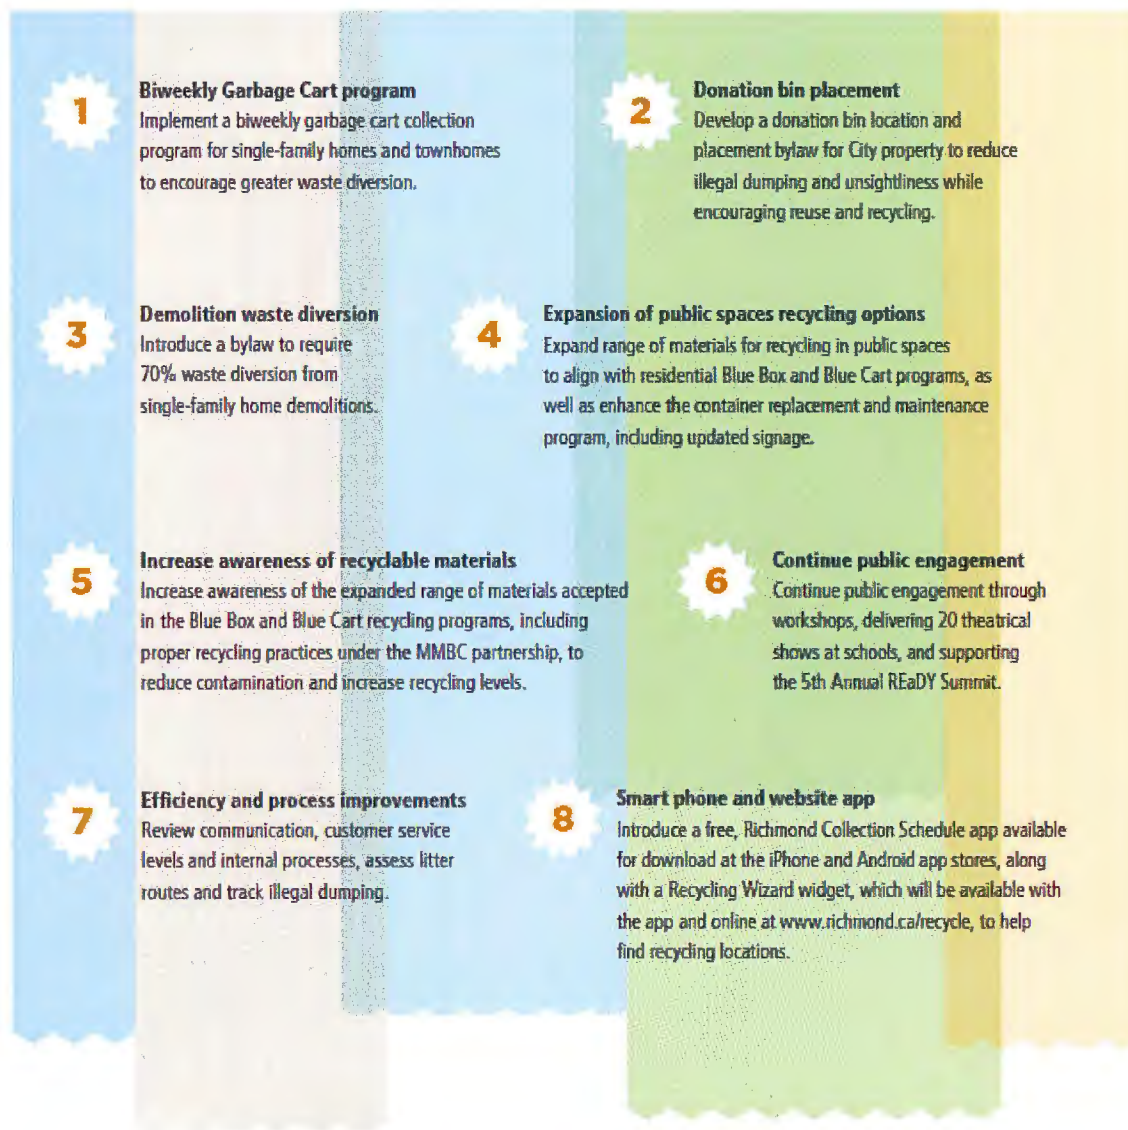 1
Biweekly Garbage Cart program
Implement a biweekly garbage cart collection
program for single-family homes and townhomes
to encourage greater waste diversion.
2
Donation bin placement
Develop a donation bin location and
placement bylaw for City property to reduce
illegal dumping and unsightliness while
encouraging reuse and recycling.
3
Demolition waste diversion
Introduce a bylaw to require
70% waste diversion from
single-family home demolitions.
4
Expansion of public spaces recycling options
Expand range of materials for recycling in public spaces
to align with residential Blue Box and Blue Cart programs, as
well as enhance the container replacement and maintenance
program, including updated signage.
5
Increase awareness of recyclable materials
Increase awareness of the expanded range of materials accepted
in the Blue Box and Blue Cart recycling programs, including
proper recycling practices under the MMBC partnership, to
reduce contamination and increase recycling levels.
6
Continue public engagement
Continue public engagement through
workshops, delivering 20 theatrical
shows at schools, and supporting
the 5th Annual REaDY Summit.
7
Efficiency and process improvements
Review communication, customer service
levels and internal processes, assess litter
routes and track illegal dumping.
8
Smart phone and website app
Introduce a free, Richmond Collection Schedule app available
for download at the iPhone and Android app stores, along
with a Recycling Wizard widget, which will be available with
the app and online at www.richmond.ca/recycle, to help
find recycling locations.